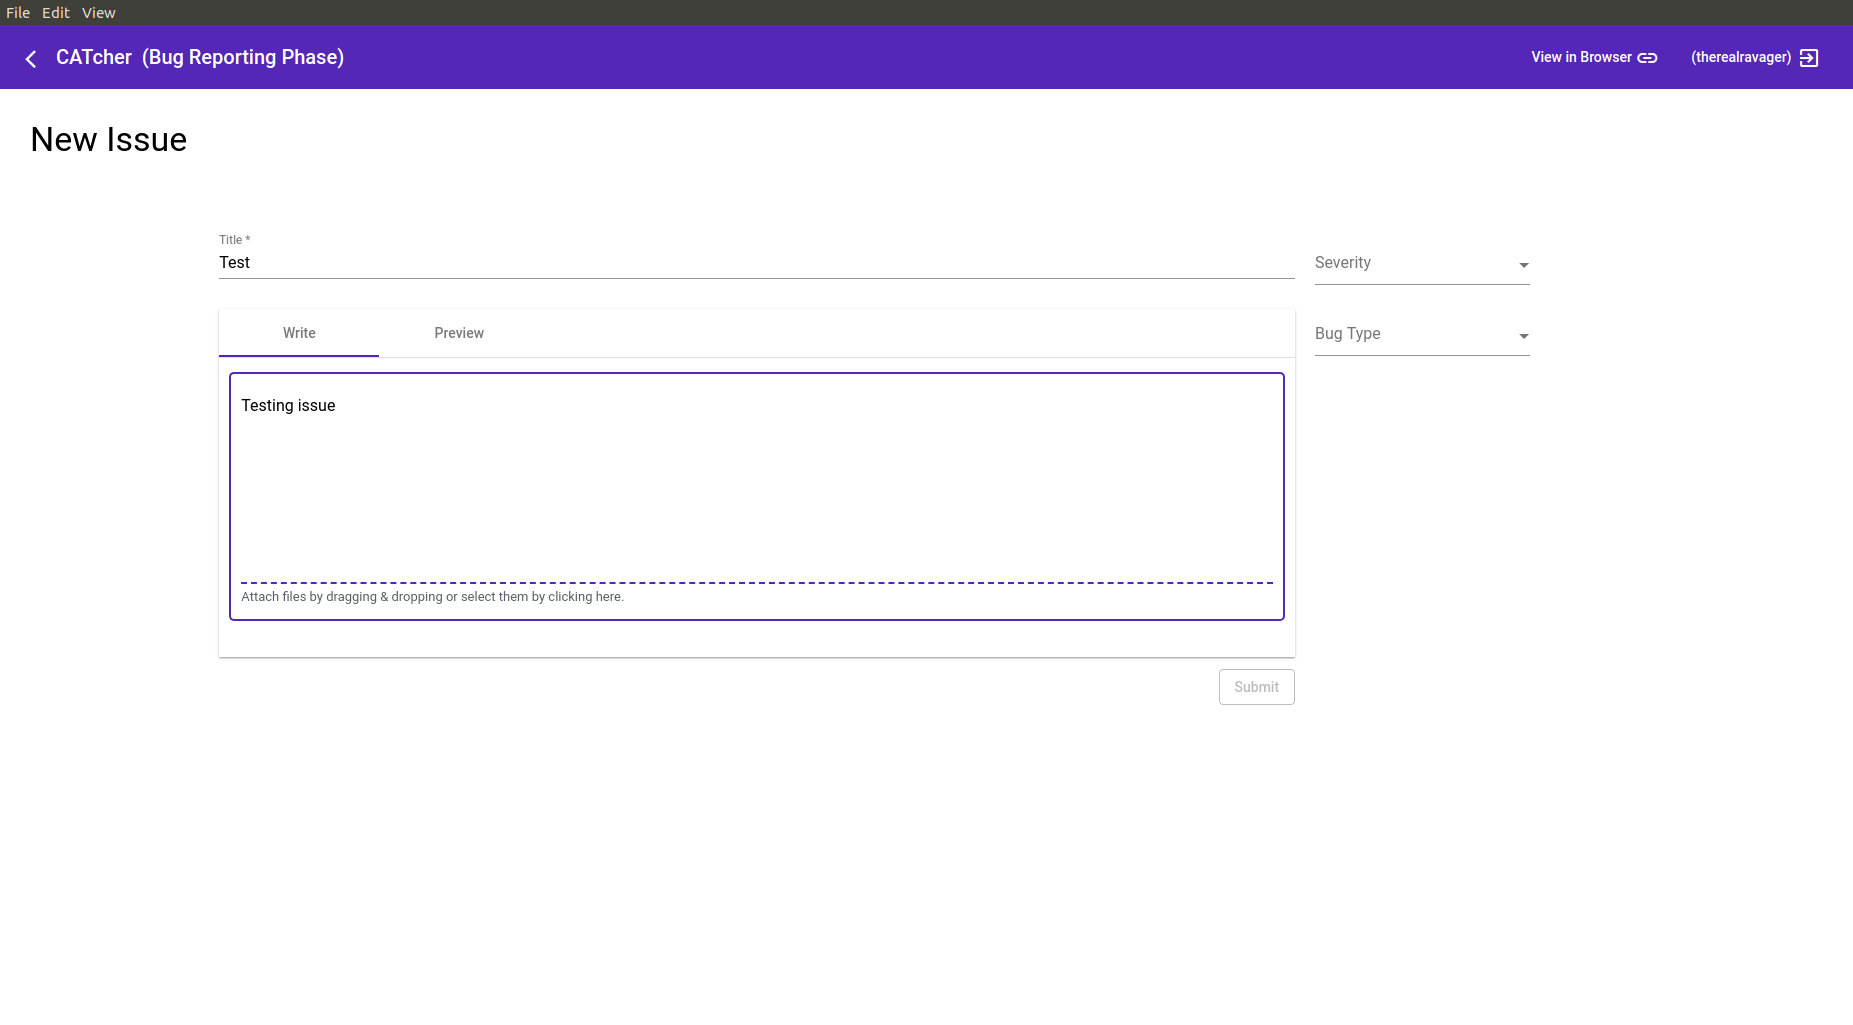 File Edit View
CATcher (Bug Reporting Phase)
View in Browser
(therealravager)
New Issue
Title *
Test
Severity
Write
Preview
Bug Type
Testing issue
Attach files by dragging & dropping or select them by clicking here.
Submit